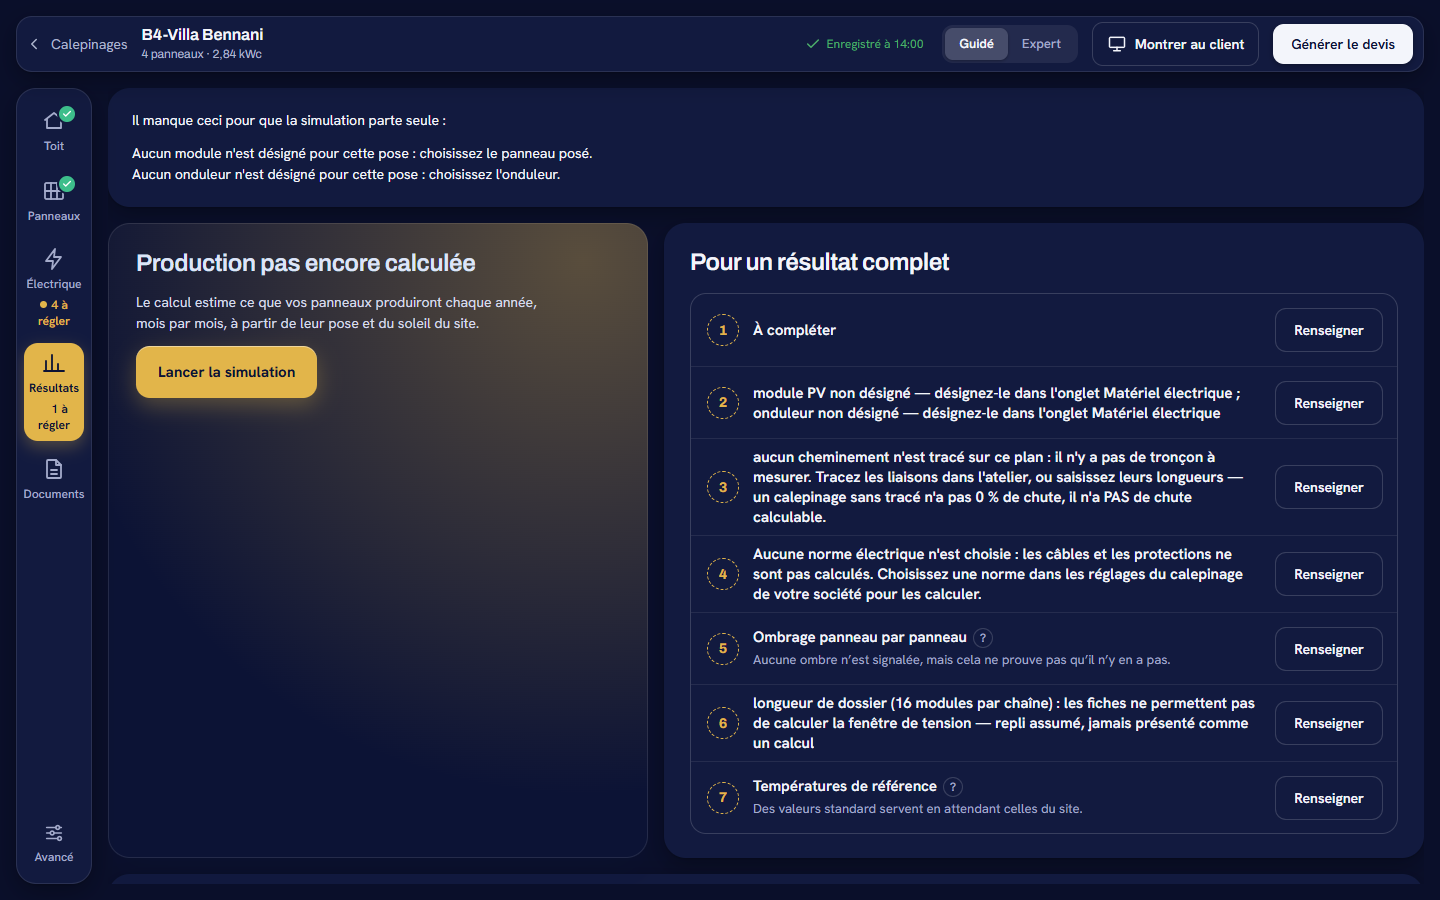 Calepinages
B4-Villa Bennani
4 panneaux · 2,84 kWc
Enregistré à 14:00
Guidé
Expert
Montrer au client
Générer le devis
Toit
Panneaux
Électrique
4 à
régler
Résultats
1 à
régler
Documents
Avancé
Il manque ceci pour que la simulation parte seule :
Aucun module n'est désigné pour cette pose : choisissez le panneau posé.
Aucun onduleur n'est désigné pour cette pose : choisissez l'onduleur.
Production pas encore calculée
Le calcul estime ce que vos panneaux produiront chaque année,
mois par mois, à partir de leur pose et du soleil du site.
Lancer la simulation
Pour un résultat complet
1
À compléter
Renseigner
2
module PV non désigné — désignez-le dans l'onglet Matériel électrique ;
onduleur non désigné — désignez-le dans l'onglet Matériel électrique
Renseigner
3
aucun cheminement n'est tracé sur ce plan : il n'y a pas de tronçon à
mesurer. Tracez les liaisons dans l'atelier, ou saisissez leurs longueurs —
un calepinage sans tracé n'a pas 0 % de chute, il n'a PAS de chute
calculable.
Renseigner
4
Aucune norme électrique n'est choisie : les câbles et les protections ne
sont pas calculés. Choisissez une norme dans les réglages du calepinage
de votre société pour les calculer.
Renseigner
5
Ombrage panneau par panneau ?
Aucune ombre n’est signalée, mais cela ne prouve pas qu’il n’y en a pas.
Renseigner
6
longueur de dossier (16 modules par chaîne) : les fiches ne permettent pas
de calculer la fenêtre de tension — repli assumé, jamais présenté comme
un calcul
Renseigner
7
Températures de référence ?
Des valeurs standard servent en attendant celles du site.
Renseigner